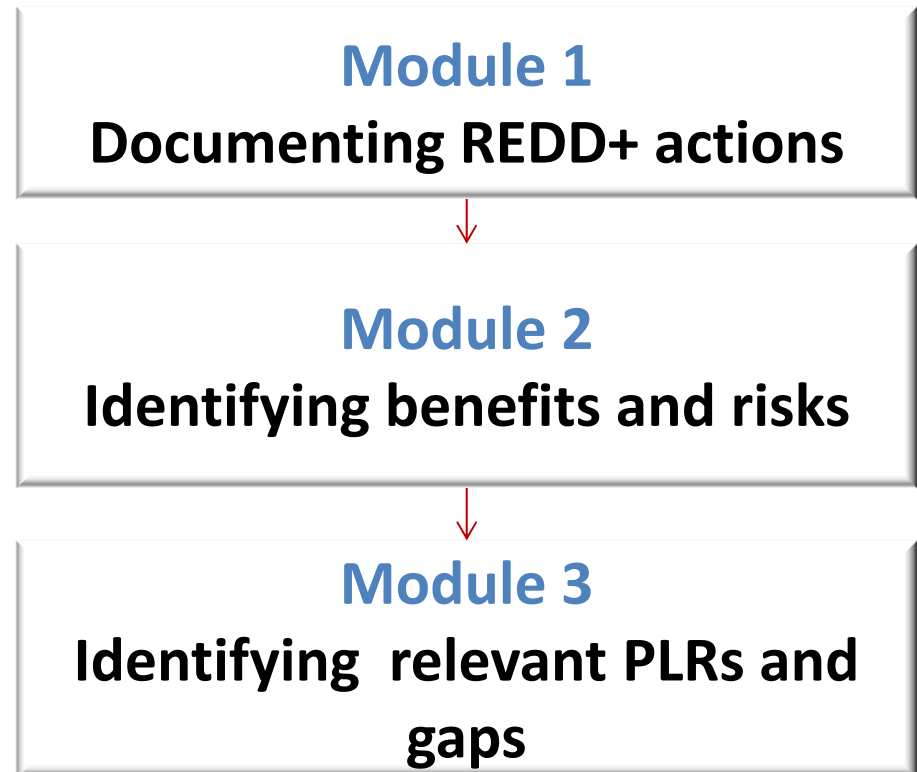 Module 1
Documenting REDD+ actions
Module 2
Identifying benefits and risks
Module 3
Identifying  relevant PLRs and
gaps